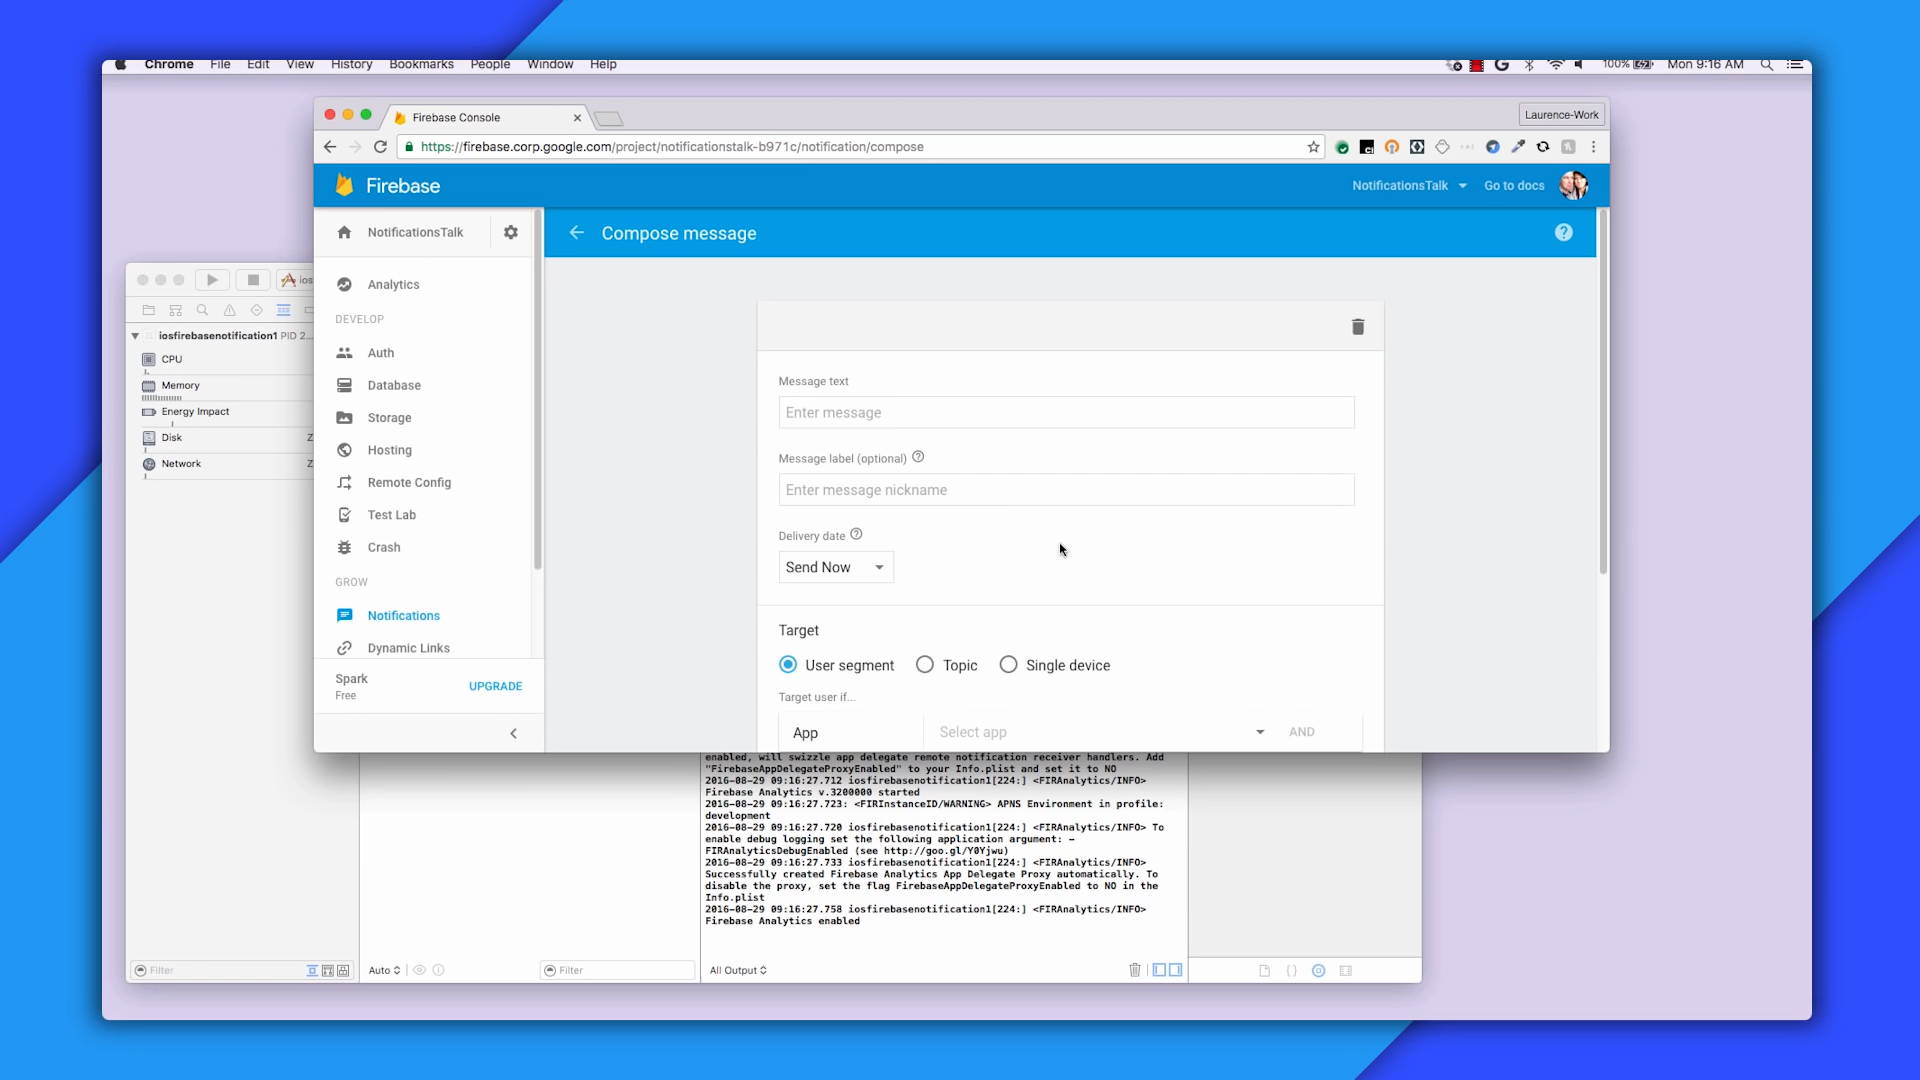 Chrome File Edit View History Bookmarks People Window Help
100% Mon 9:16 AM
Firebase Console
Laurence-Work
https://firebase.corp.google.com/project/notificationstalk-b971c/notification/compose
Firebase
NotificationsTalk Go to docs
NotificationsTalk
Compose message
Analytics
DEVELOP
Auth
Database
Storage
Hosting
Remote Config
Test Lab
Crash
GROW
Notifications
Dynamic Links
Spark
Free
UPGRADE
Message text
Enter message
Message label (optional)
Enter message nickname
Delivery date
Send Now
Target
User segment Topic Single device
Target user if...
App Select app AND
ios
iosfirebasenotification1 PID 2...
CPU
Memory
Energy Impact
Disk Z
Network Z
enabled, will swizzle app delegate remote notification receiver handlers. Add
"FirebaseAppDelegateProxyEnabled" to your Info.plist and set it to NO
2016-08-29 09:16:27.712 iosfirebasenotification1[224:] <FIRAnalytics/INFO>
Firebase Analytics v.3200000 started
2016-08-29 09:16:27.723: <FIRInstanceID/WARNING> APNS Environment in profile:
development
2016-08-29 09:16:27.720 iosfirebasenotification1[224:] <FIRAnalytics/INFO> To
enable debug logging set the following application argument: -
FIRAnalyticsDebugEnabled (see http://goo.gl/Y0Yjwu)
2016-08-29 09:16:27.733 iosfirebasenotification1[224:] <FIRAnalytics/INFO>
Successfully created Firebase Analytics App Delegate Proxy automatically. To
disable the proxy, set the flag FirebaseAppDelegateProxyEnabled to NO in the
Info.plist
2016-08-29 09:16:27.758 iosfirebasenotification1[224:] <FIRAnalytics/INFO>
Firebase Analytics enabled
Filter
Auto
Filter
All Output